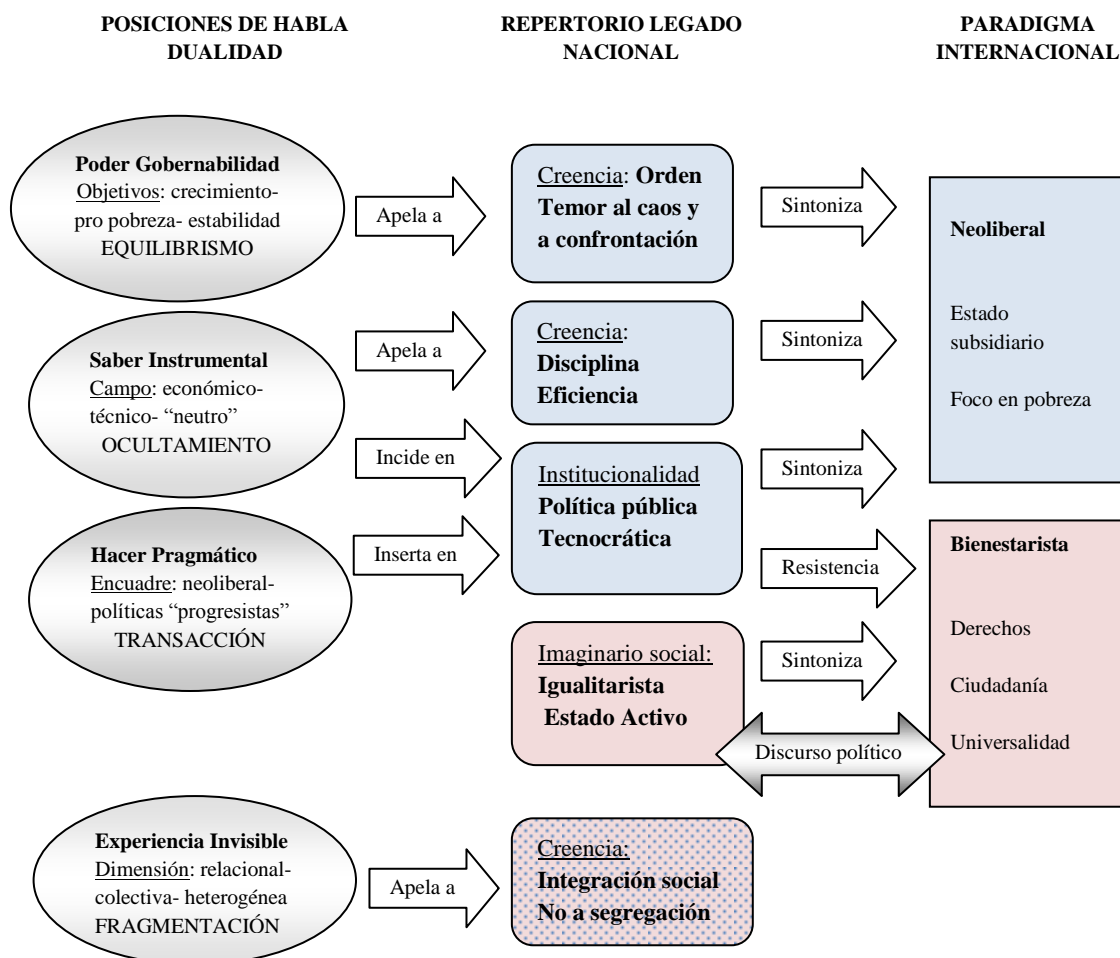 POSICIONES DE HABLA
DUALIDAD
REPERTORIO LEGADO
NACIONAL
PARADIGMA
INTERNACIONAL
Poder Gobernabilidad
Objetivos: crecimiento-
pro pobreza- estabilidad
EQUILIBRISMO
Apela a
Creencia: Orden
Temor al caos y
a confrontación
Sintoniza
Neoliberal
Estado
subsidiario
Foco en pobreza
Saber Instrumental
Campo: económico-
técnico- “neutro”
OCULTAMIENTO
Apela a
Creencia:
Disciplina
Eficiencia
Sintoniza
Incide en
Institucionalidad
Política pública
Tecnocrática
Sintoniza
Hacer Pragmático
Encuadre: neoliberal-
políticas “progresistas”
TRANSACCIÓN
Inserta en
Resistencia
Bienestarista
Derechos
Ciudadanía
Universalidad
Imaginario social:
Igualitarista
Estado Activo
Sintoniza
Discurso político
Experiencia Invisible
Dimensión: relacional-
colectiva- heterogénea
FRAGMENTACIÓN
Apela a
Creencia:
Integración social
No a segregación